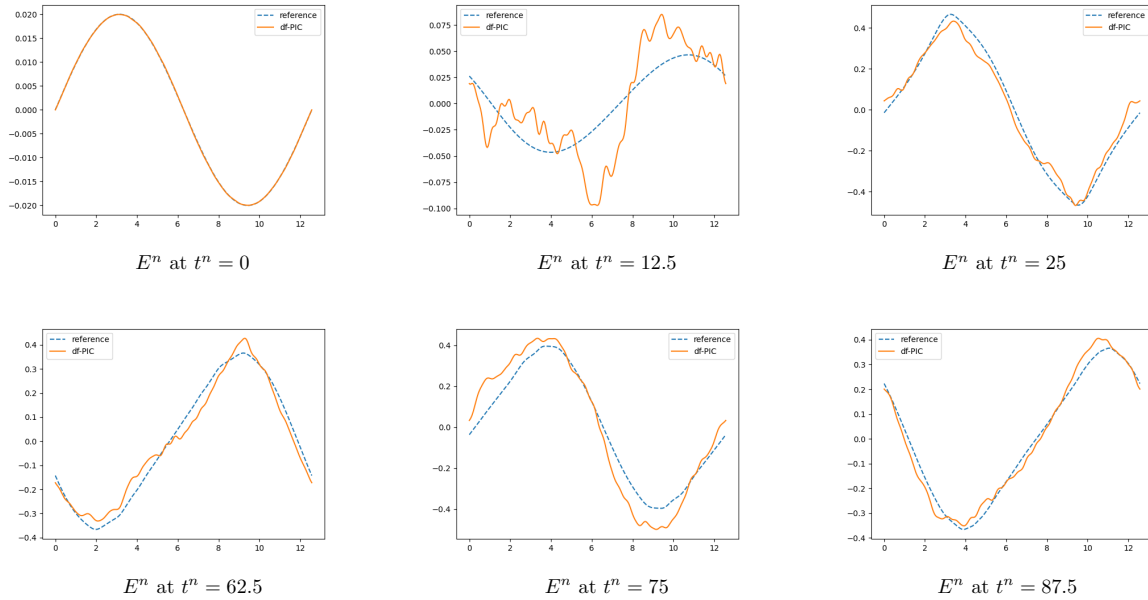 0.020
0.015
0.010
0.005
0.000
−0.005
−0.010
−0.015
−0.020
0 2 4 6 8 10 12
reference
df-PIC
E^n at t^n = 0
0.075
0.050
0.025
0.000
−0.025
−0.050
−0.075
−0.100
0 2 4 6 8 10 12
reference
df-PIC
E^n at t^n = 12.5
0.4
0.2
0.0
−0.2
−0.4
0 2 4 6 8 10 12
reference
df-PIC
E^n at t^n = 25
0.4
0.3
0.2
0.1
0.0
−0.1
−0.2
−0.3
−0.4
0 2 4 6 8 10 12
reference
df-PIC
E^n at t^n = 62.5
0.4
0.2
0.0
−0.2
−0.4
0 2 4 6 8 10 12
reference
df-PIC
E^n at t^n = 75
0.4
0.3
0.2
0.1
0.0
−0.1
−0.2
−0.3
−0.4
0 2 4 6 8 10 12
reference
df-PIC
E^n at t^n = 87.5